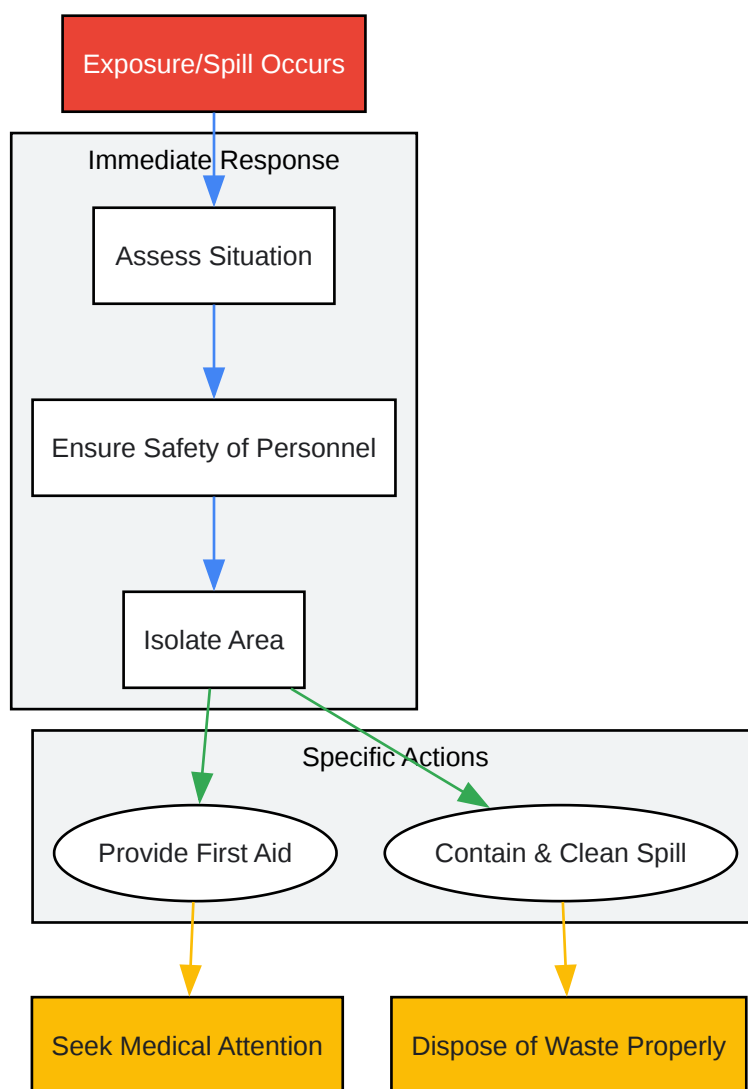 Exposure/Spill Occurs
Immediate Response
Assess Situation
Ensure Safety of Personnel
Isolate Area
Specific Actions
Provide First Aid
Contain & Clean Spill
Seek Medical Attention
Dispose of Waste Properly